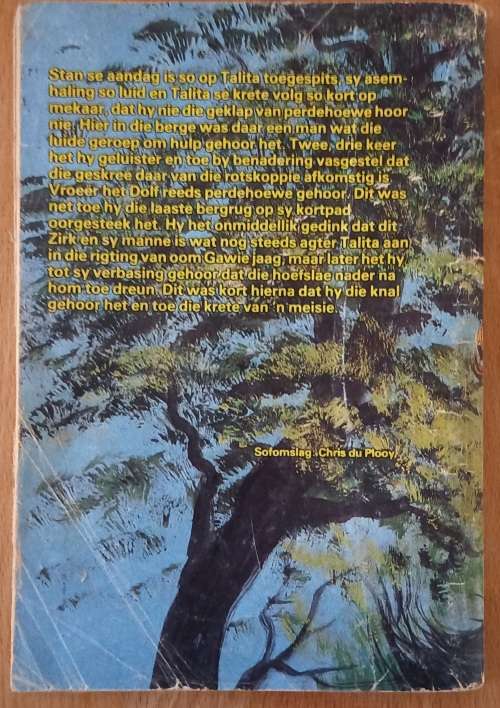 Stan se aandag is so op Talita toegespits, sy asem-
haling so luid en Talita se krete volg so kort op
mekaar, dat hy nie die geklap van perdehoewe hoor
nie. Hier in die berge was daar een man wat die
luide geroep om hulp gehoor het. Twee, drie keer
het hy geluister en toe by benadering vasgestel dat
die geskree daar van die rotskoppie afkomstig is.
Vroeër het Dolf reeds perdehoewe gehoor. Dit was
net toe hy die laaste bergrug op sy kortpad
oorgesteek het. Hy het onmiddellik gedink dat dit
Zirk en sy manne is wat nog steeds agter Talita aan
in die rigting van oom Gawie jaag, maar later het hy
tot sy verbasing gehoor dat die hoefslae nader na
hom toe dreun. Dit was kort hierna dat hy die knal
gehoor het en toe die krete van 'n meisie.
Sofomslag: Chris du Plooy